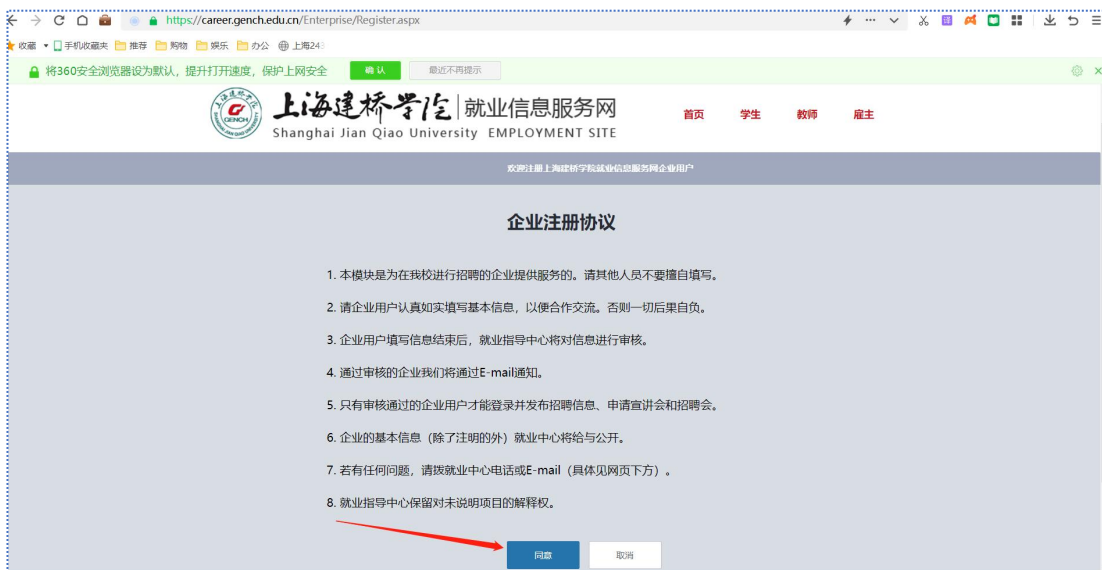 https://career.gench.edu.cn/Enterprise/Register.aspx
收藏 手机收藏夹 推荐 购物 娱乐 办公 上海24
将360安全浏览器设为默认，提升打开速度，保护上网安全 确认 最近不再提示
GENCH
上海建桥学院 就业信息服务网 首页 学生 教师 雇主
Shanghai Jian Qiao University EMPLOYMENT SITE
欢迎注册上海建桥学院就业信息服务网企业用户
企业注册协议
1. 本模块是为在我校进行招聘的企业提供服务的。请其他人员不要擅自填写。
2. 请企业用户认真如实填写基本信息，以便合作交流。否则一切后果自负。
3. 企业用户填写信息结束后，就业指导中心将对信息进行审核。
4. 通过审核的企业我们将通过E-mail通知。
5. 只有审核通过的企业用户才能登录并发布招聘信息、申请宣讲会和招聘会。
6. 企业的基本信息（除了注明的外）就业中心将给与公开。
7. 若有任何问题，请拨就业中心电话或E-mail（具体见网页下方）。
8. 就业指导中心保留对未说明项目的解释权。
同意 取消